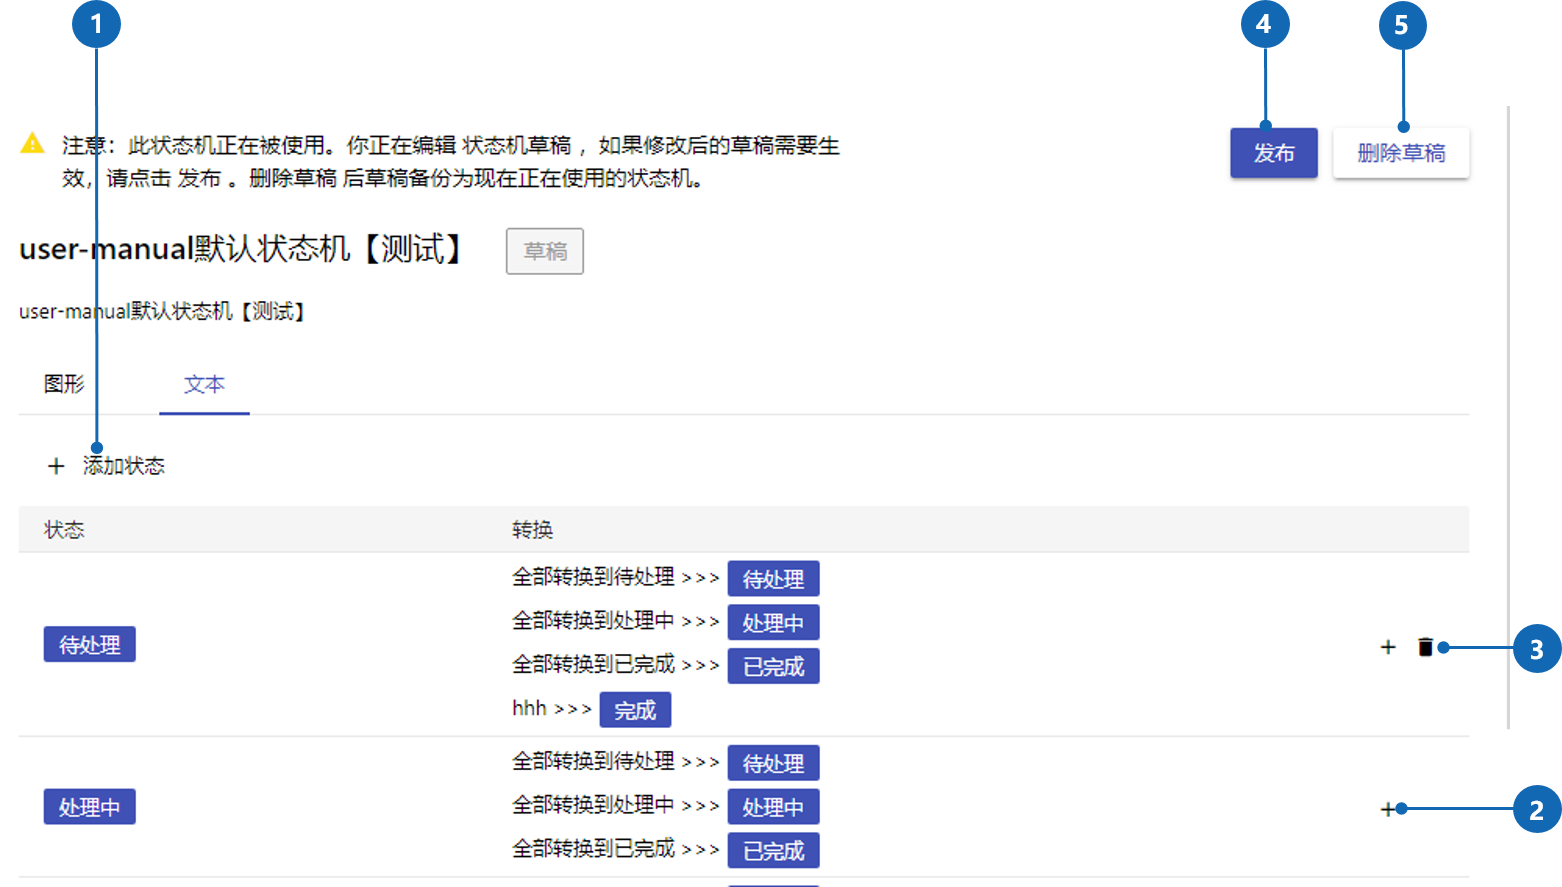 1
4
5
注意：此状态机正在被使用。你正在编辑 状态机草稿 ，如果修改后的草稿需要生
效，请点击 发布 。删除草稿 后草稿备份为现在正在使用的状态机。
发布
删除草稿
user-manual默认状态机【测试】
草稿
user-manual默认状态机【测试】
图形
文本
+ 添加状态
状态
转换
待处理
全部转换到待处理 >>> 待处理
全部转换到处理中 >>> 处理中
全部转换到已完成 >>> 已完成
hhh >>> 完成
+
3
处理中
全部转换到待处理 >>> 待处理
全部转换到处理中 >>> 处理中
全部转换到已完成 >>> 已完成
+
2